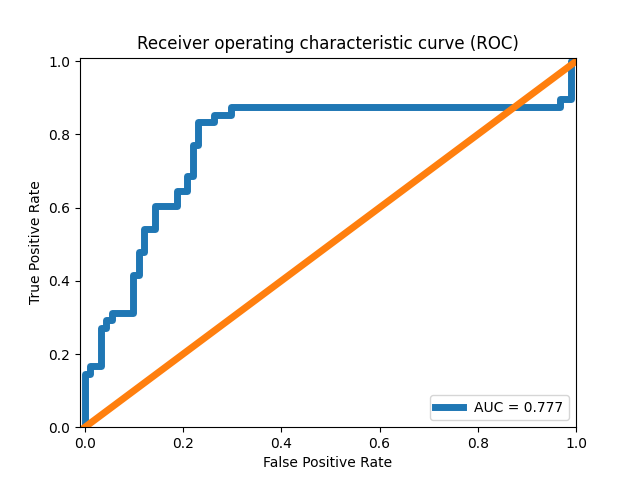 Receiver operating characteristic curve (ROC)
1.0
0.8
0.6
0.4
0.2
0.0
True Positive Rate
AUC = 0.777
0.0 0.2 0.4 0.6 0.8 1.0
False Positive Rate